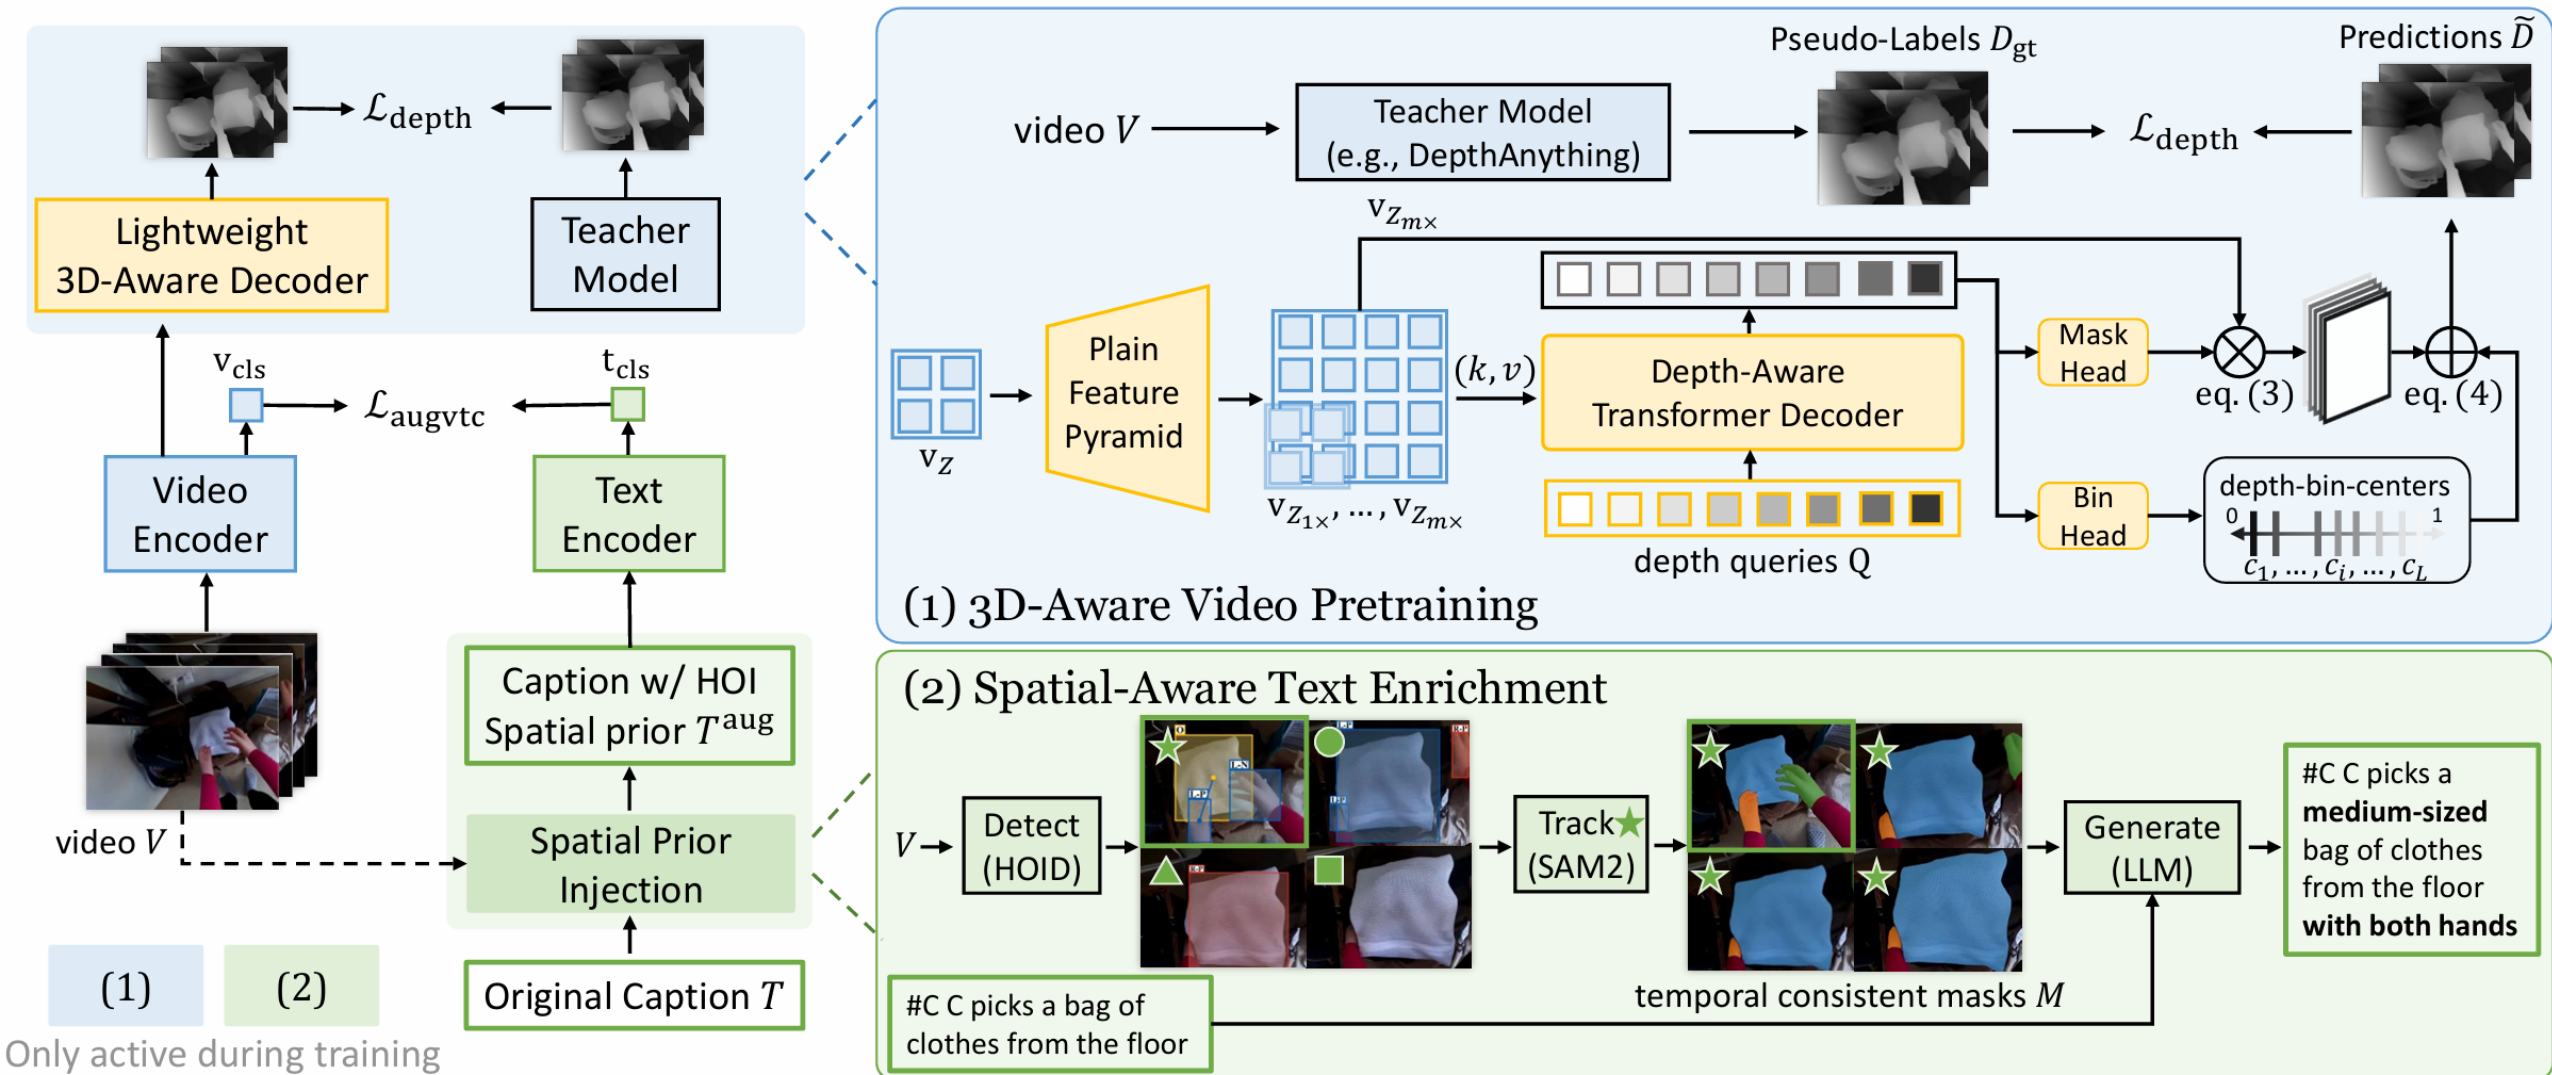 ℒdepth
Lightweight
3D-Aware Decoder
Teacher
Model
vcls
tcls
ℒaugvtc
Video
Encoder
Text
Encoder
Caption w/ HOI
Spatial prior Taug
Spatial Prior
Injection
video V
Original Caption T
(1)
(2)
Only active during training
Pseudo-Labels Dgt
Predictions D̃
video V
Teacher Model
(e.g., DepthAnything)
ℒdepth
vZm×
Plain
Feature
Pyramid
vZ
(k, v)
vZ1×, …, vZm×
Depth-Aware
Transformer Decoder
depth queries Q
Mask
Head
eq. (3)
eq. (4)
Bin
Head
depth-bin-centers
0
1
c1, …, ci, …, cL
(1) 3D-Aware Video Pretraining
(2) Spatial-Aware Text Enrichment
V
Detect
(HOID)
O
L-N
L-P
L-P
R-P
L-P
R-P
Track
(SAM2)
temporal consistent masks M
Generate
(LLM)
#C C picks a
medium-sized
bag of clothes
from the floor
with both hands
#C C picks a bag of
clothes from the floor